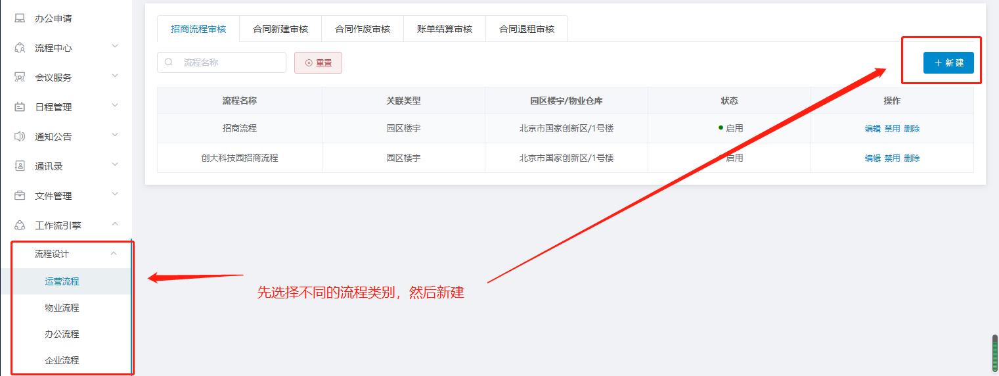 办公申请
流程中心
会议服务
日程管理
通知公告
通讯录
文件管理
工作流引擎
流程设计
运营流程
物业流程
办公流程
企业流程
招商流程审核 合同新建审核 合同作废审核 账单结算审核 合同退租审核
流程名称 重置 新建
流程名称 关联类型 园区楼宇/物业仓库 状态 操作
招商流程 园区楼宇 北京市国家创新区/1号楼 启用 编辑 禁用 删除
创大科技园招商流程 园区楼宇 北京市国家创新区/1号楼 启用 编辑 禁用 删除
先选择不同的流程类别，然后新建